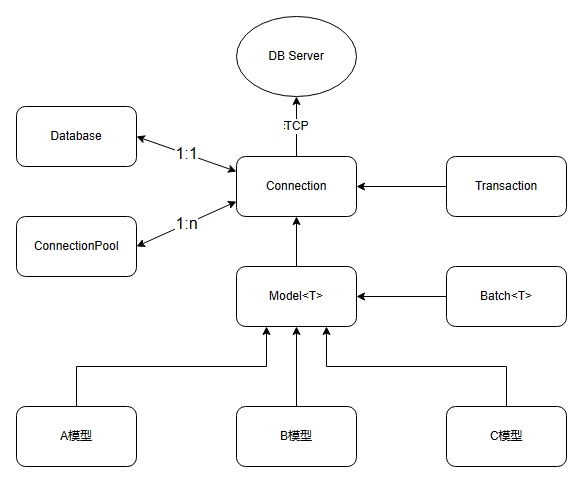 DB Server
TCP
Database
1:1
Connection
Transaction
1:n
ConnectionPool
Model<T>
Batch<T>
A模型
B模型
C模型